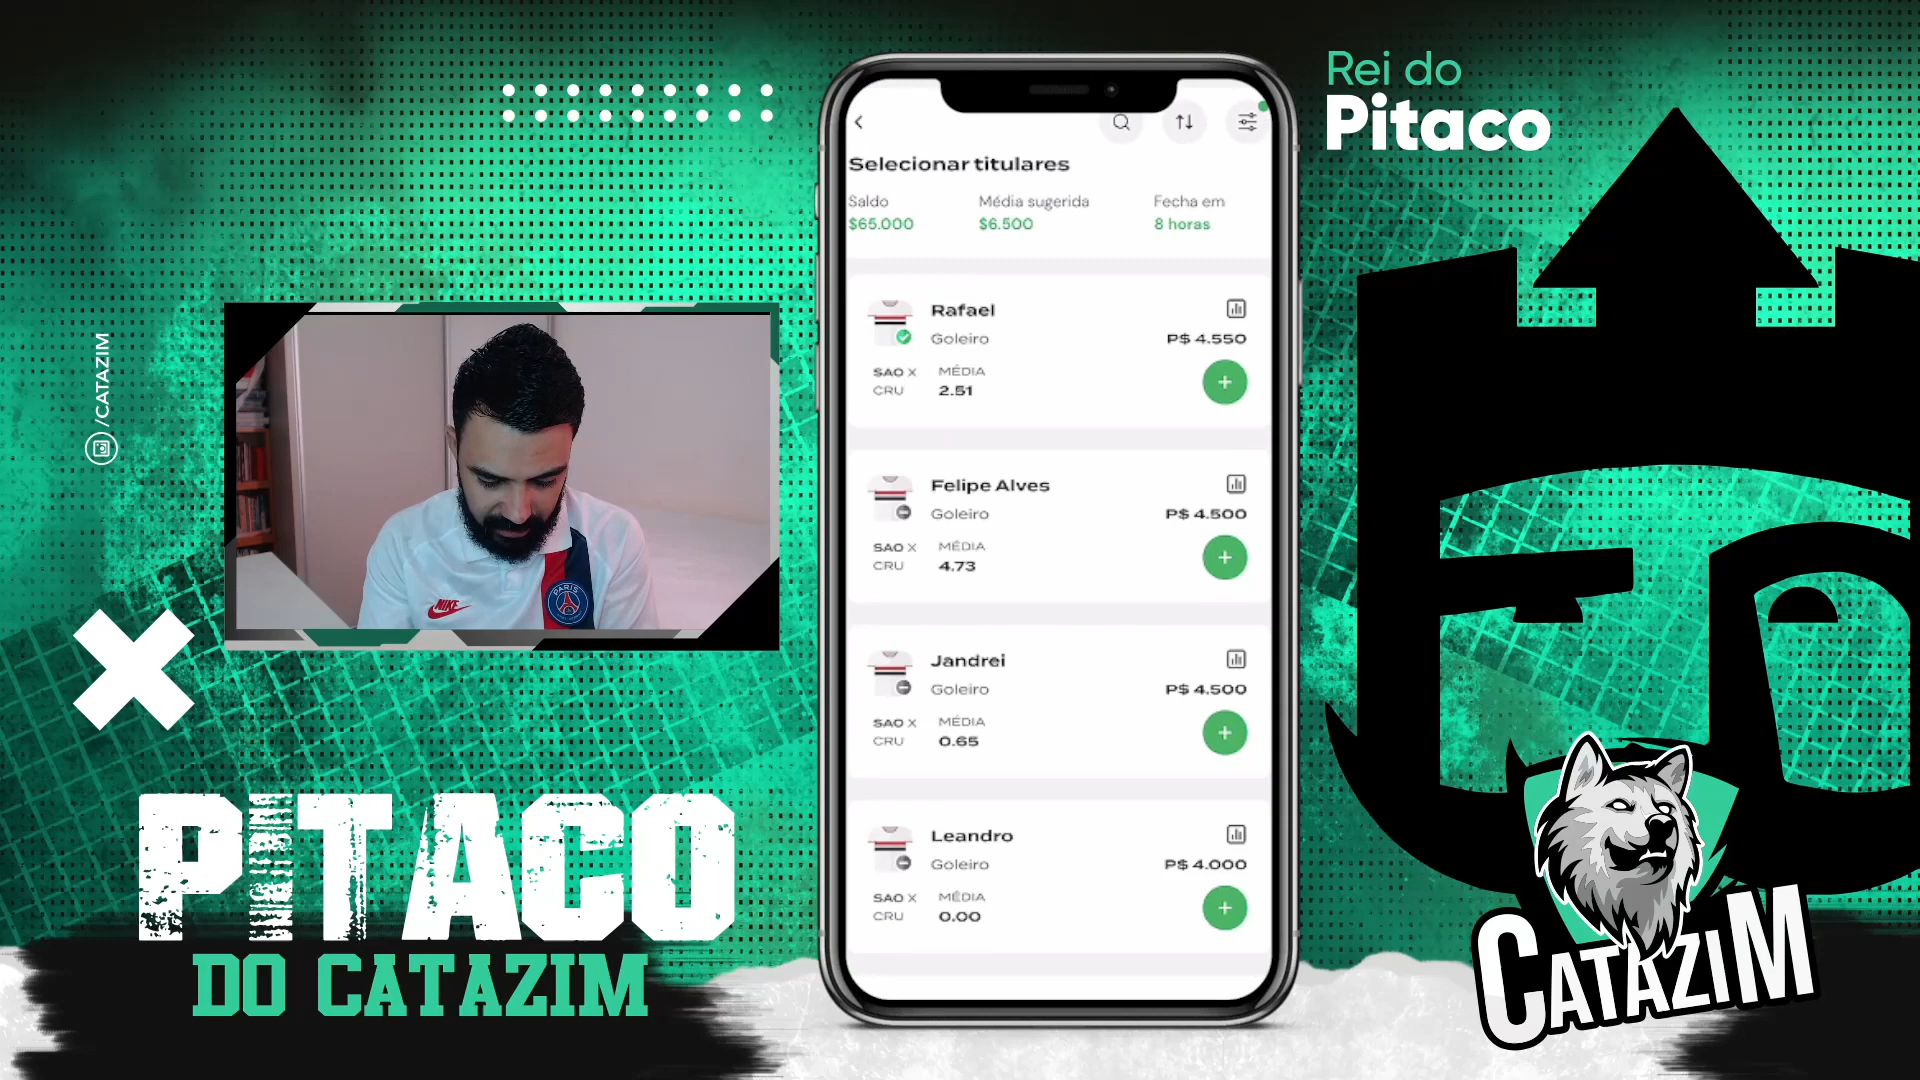 /CATAZIM
NIKE
PARIS
PITACO
DO CATAZIM
Selecionar titulares
Saldo
Média sugerida
Fecha em
$65.000
$6.500
8 horas
Rafael
Goleiro
P$ 4.550
SAO X
MÉDIA
CRU
2.51
Felipe Alves
Goleiro
P$ 4.500
SAO X
MÉDIA
CRU
4.73
Jandrei
Goleiro
P$ 4.500
SAO X
MÉDIA
CRU
0.65
Leandro
Goleiro
P$ 4.000
SAO X
MÉDIA
CRU
0.00
Rei do
Pitaco
CATAZIM